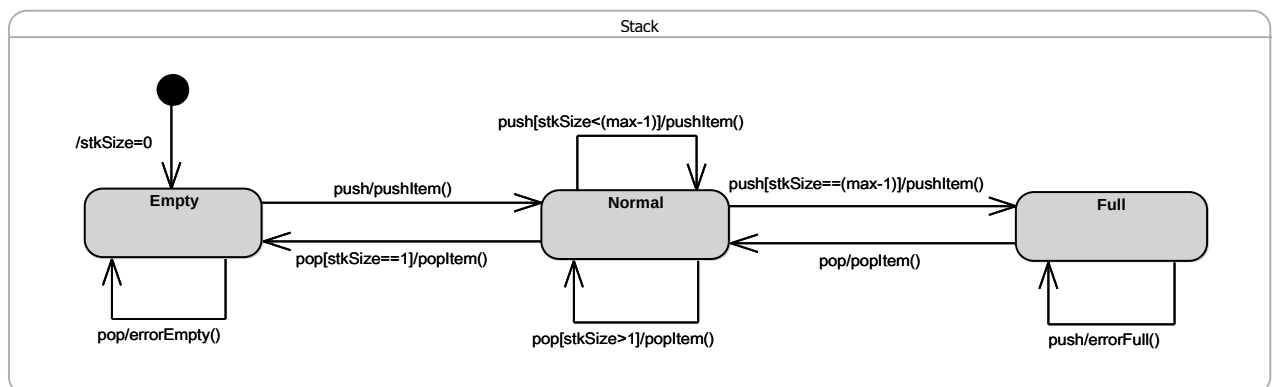 Stack
/stkSize=0
push[stkSize<(max-1)]/pushItem()
Empty
push/pushItem()
Normal
push[stkSize==(max-1)]/pushItem()
Full
pop[stkSize==1]/popItem()
pop/popItem()
pop/errorEmpty()
pop[stkSize>1]/popItem()
push/errorFull()